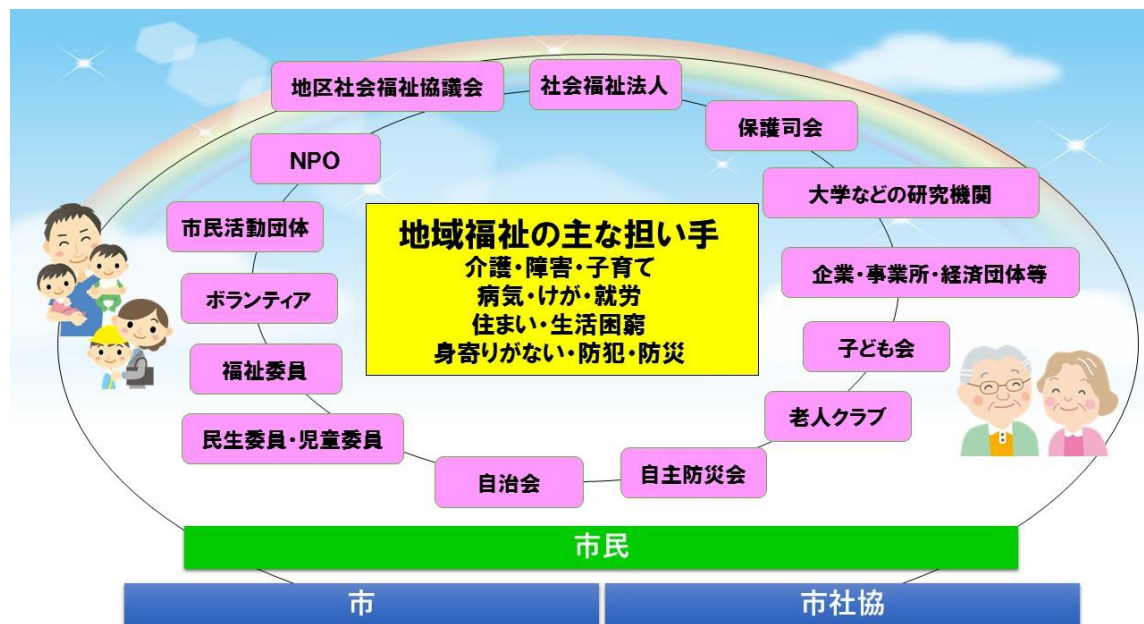 地区社会福祉協議会
社会福祉法人
保護司会
NPO
大学などの研究機関
市民活動団体
地域福祉の主な担い手
介護・障害・子育て
病気・けが・就労
住まい・生活困窮
身寄りがない・防犯・防災
企業・事業所・経済団体等
ボランティア
子ども会
福祉委員
老人クラブ
民生委員・児童委員
自治会
自主防災会
市民
市
市社協